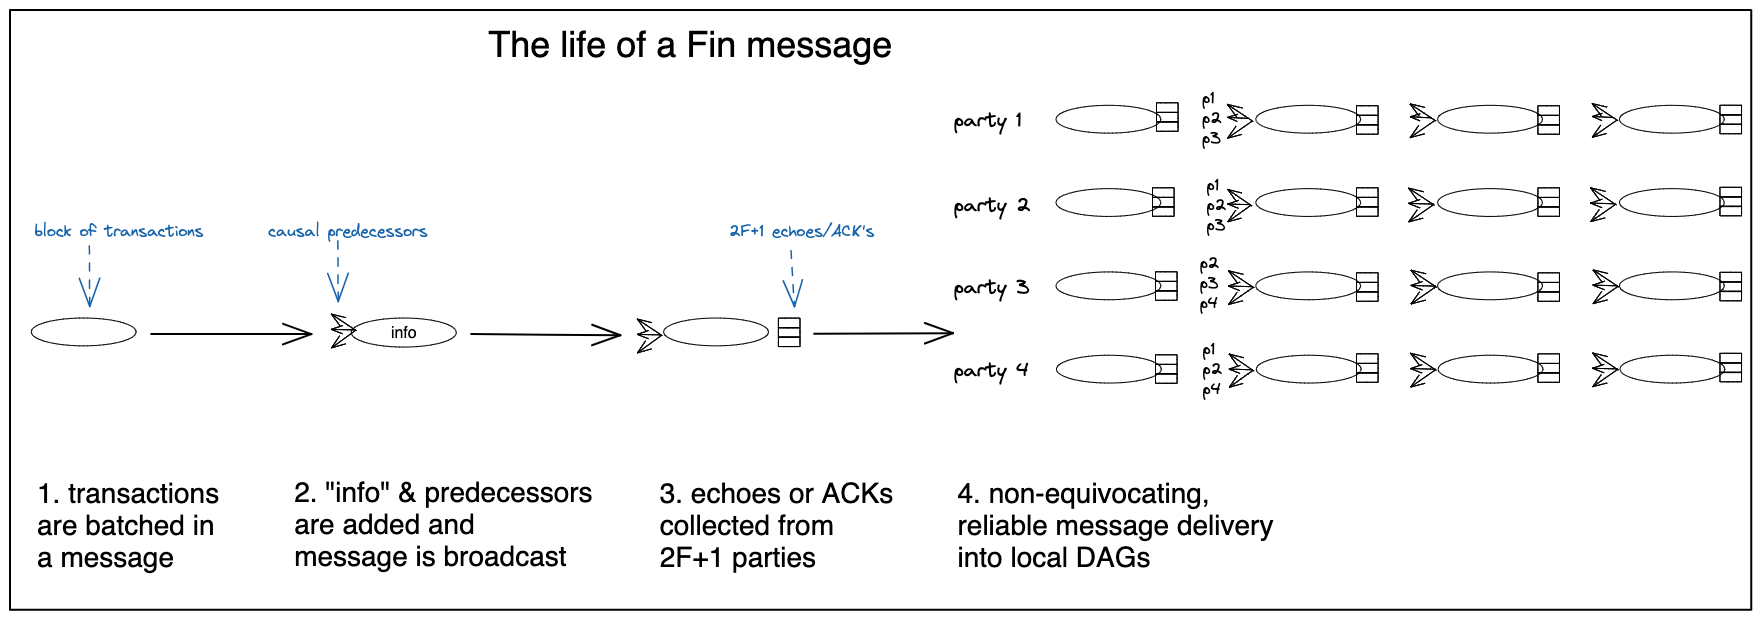 The life of a Fin message
block of transactions
causal predecessors
2F+1 echoes/ACK's
info
party 1
p1
p2
p3
party 2
p1
p2
p3
party 3
p2
p3
p4
party 4
p1
p2
p4
1. transactions
are batched in
a message
2. "info" & predecessors
are added and
message is broadcast
3. echoes or ACKs
collected from
2F+1 parties
4. non-equivocating,
reliable message delivery
into local DAGs